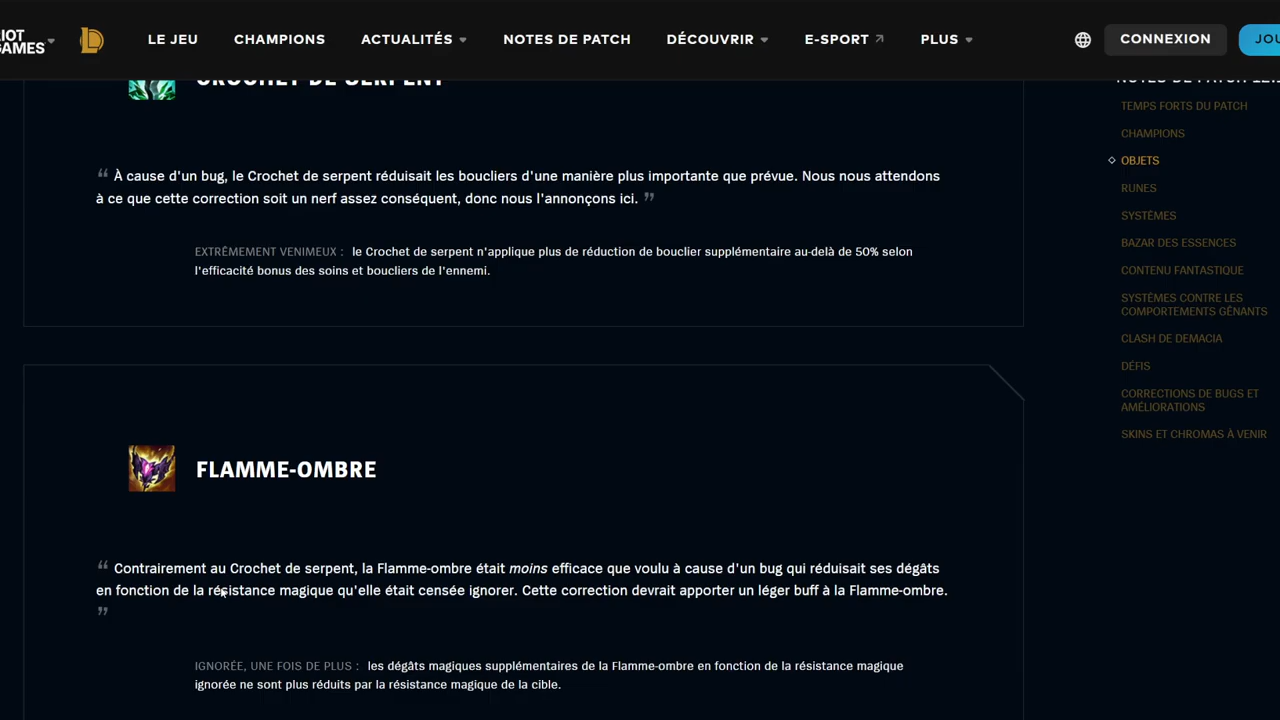 RIOT
GAMES
LE JEU
CHAMPIONS
ACTUALITÉS
NOTES DE PATCH
DÉCOUVRIR
E-SPORT
PLUS
CONNEXION
CROCHET DE SERPENT
“ À cause d'un bug, le Crochet de serpent réduisait les boucliers d'une manière plus importante que prévue. Nous nous attendons
à ce que cette correction soit un nerf assez conséquent, donc nous l'annonçons ici. ”
EXTRÊMEMENT VENIMEUX : le Crochet de serpent n'applique plus de réduction de bouclier supplémentaire au-delà de 50% selon
l'efficacité bonus des soins et boucliers de l'ennemi.
FLAMME-OMBRE
“ Contrairement au Crochet de serpent, la Flamme-ombre était moins efficace que voulu à cause d'un bug qui réduisait ses dégâts
en fonction de la résistance magique qu'elle était censée ignorer. Cette correction devrait apporter un léger buff à la Flamme-ombre.
”
IGNORÉE, UNE FOIS DE PLUS : les dégâts magiques supplémentaires de la Flamme-ombre en fonction de la résistance magique
ignorée ne sont plus réduits par la résistance magique de la cible.
NOTES DE PATCH
TEMPS FORTS DU PATCH
CHAMPIONS
OBJETS
RUNES
SYSTÈMES
BAZAR DES ESSENCES
CONTENU FANTASTIQUE
SYSTÈMES CONTRE LES
COMPORTEMENTS GÊNANTS
CLASH DE DEMACIA
DÉFIS
CORRECTIONS DE BUGS ET
AMÉLIORATIONS
SKINS ET CHROMAS À VENIR